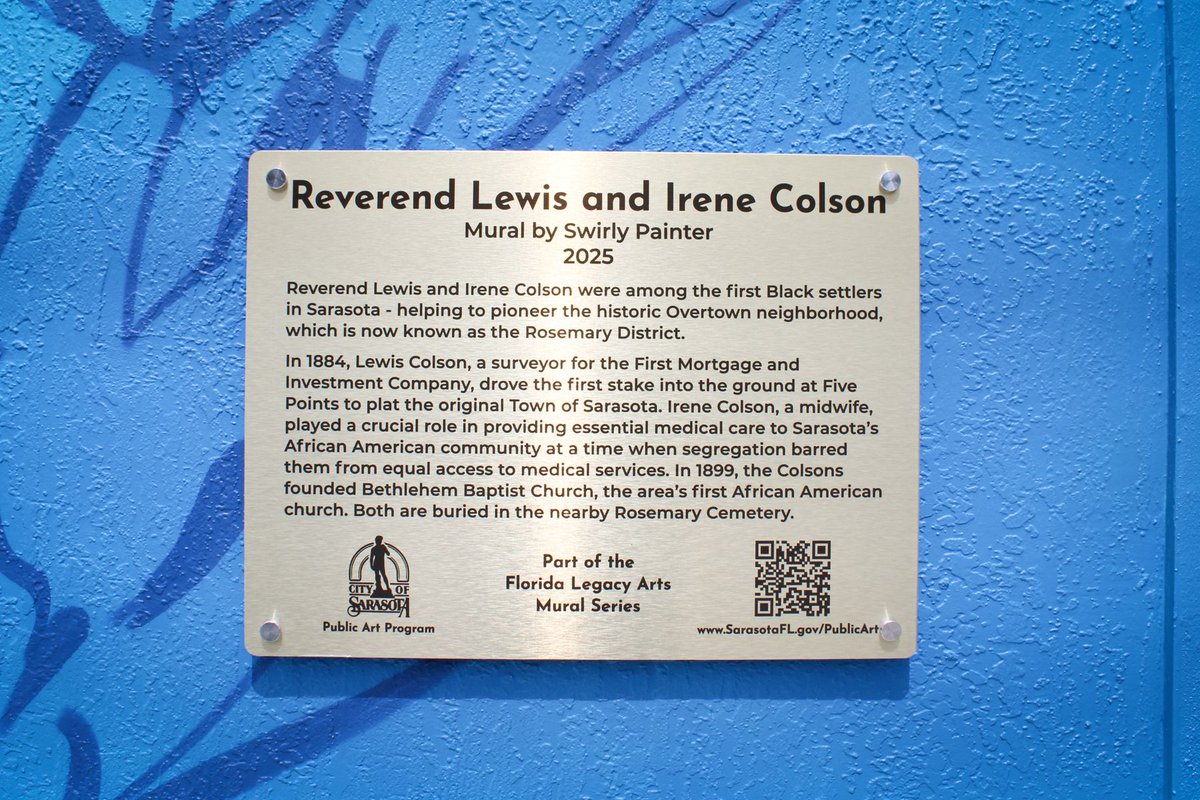 Reverend Lewis and Irene Colson
Mural by Swirly Painter
2025
Reverend Lewis and Irene Colson were among the first Black settlers
in Sarasota - helping to pioneer the historic Overtown neighborhood,
which is now known as the Rosemary District.
In 1884, Lewis Colson, a surveyor for the First Mortgage and
Investment Company, drove the first stake into the ground at Five
Points to plat the original Town of Sarasota. Irene Colson, a midwife,
played a crucial role in providing essential medical care to Sarasota's
African American community at a time when segregation barred
them from equal access to medical services. In 1899, the Colsons
founded Bethlehem Baptist Church, the area's first African American
church. Both are buried in the nearby Rosemary Cemetery.
CITY OF
SARASOTA
Public Art Program
Part of the
Florida Legacy Arts
Mural Series
www.SarasotaFL.gov/PublicArt